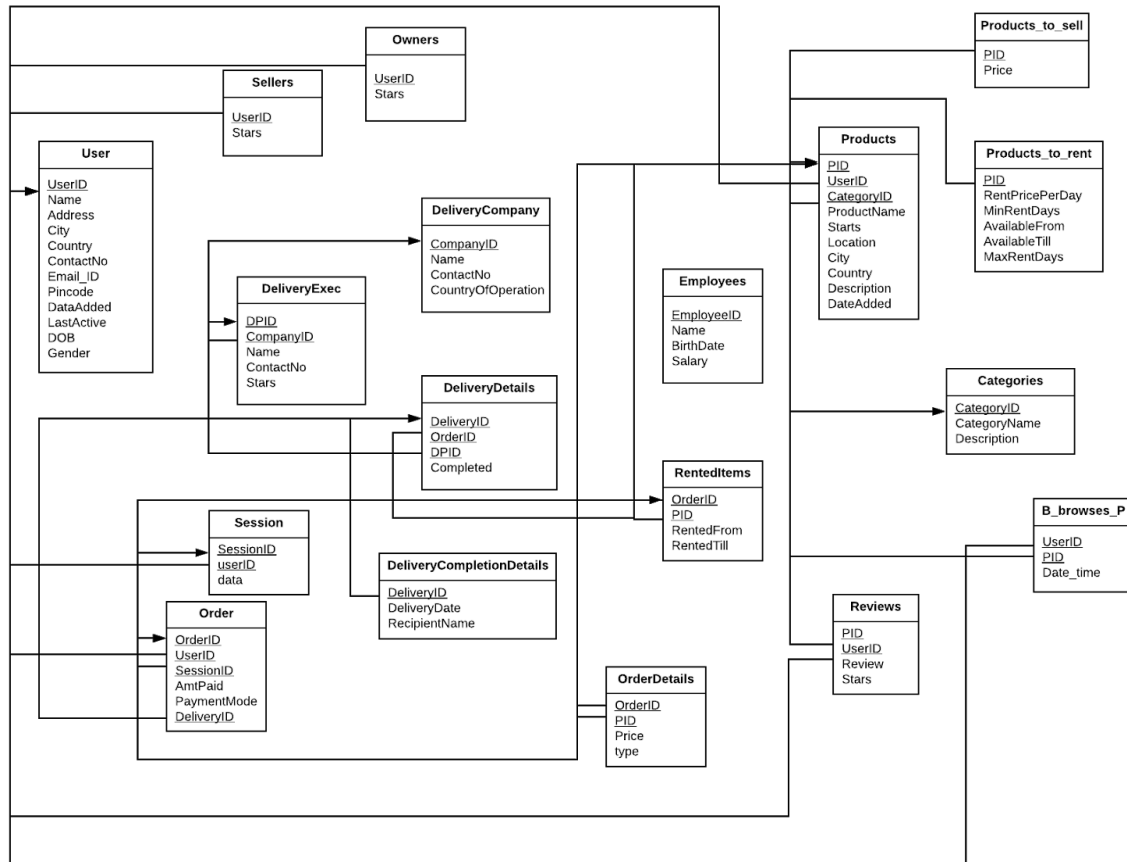 Products_to_sell
PID
Price
Owners
UserID
Stars
Sellers
UserID
Stars
User
UserID
Name
Address
City
Country
ContactNo
Email_ID
Pincode
DataAdded
LastActive
DOB
Gender
Products
PID
UserID
CategoryID
ProductName
Starts
Location
City
Country
Description
DateAdded
Products_to_rent
PID
RentPricePerDay
MinRentDays
AvailableFrom
AvailableTill
MaxRentDays
DeliveryCompany
CompanyID
Name
ContactNo
CountryOfOperation
DeliveryExec
DPID
CompanyID
Name
ContactNo
Stars
Employees
EmployeeID
Name
BirthDate
Salary
DeliveryDetails
DeliveryID
OrderID
DPID
Completed
Categories
CategoryID
CategoryName
Description
RentedItems
OrderID
PID
RentedFrom
RentedTill
B_browses_P
UserID
PID
Date_time
Session
SessionID
userID
data
DeliveryCompletionDetails
DeliveryID
DeliveryDate
RecipientName
Order
OrderID
UserID
SessionID
AmtPaid
PaymentMode
DeliveryID
Reviews
PID
UserID
Review
Stars
OrderDetails
OrderID
PID
Price
type